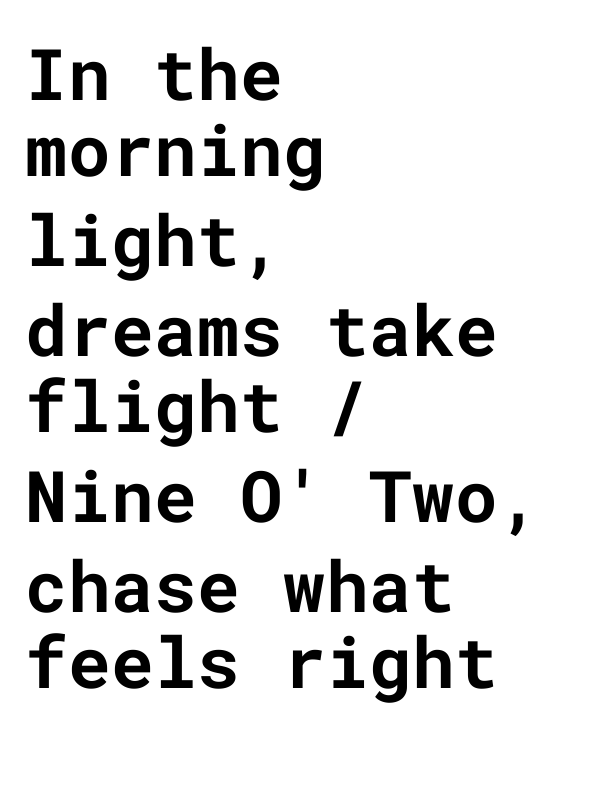 In the
morning
light,
dreams take
flight /
Nine O' Two,
chase what
feels right